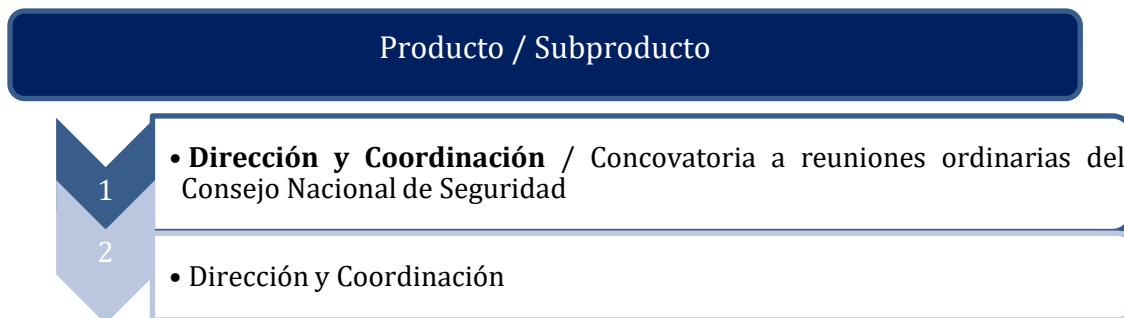 Producto / Subproducto
1
• Dirección y Coordinación / Concovatoria a reuniones ordinarias del
Consejo Nacional de Seguridad
2
• Dirección y Coordinación